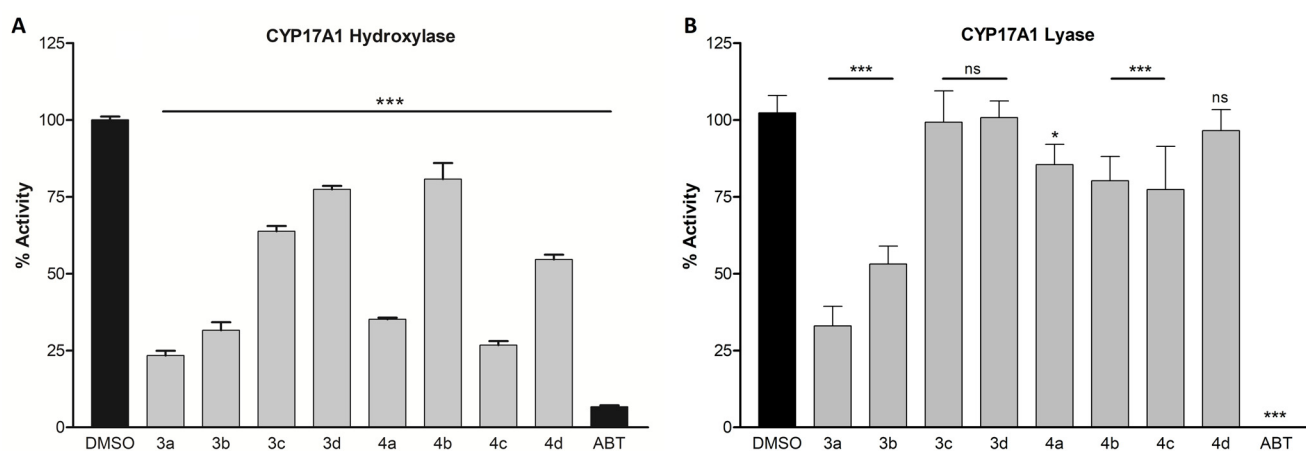 A
CYP17A1 Hydroxylase
% Activity
125
100
75
50
25
0
***
DMSO 3a 3b 3c 3d 4a 4b 4c 4d ABT
B
CYP17A1 Lyase
% Activity
125
100
75
50
25
0
*** ns *** ns
*
***
DMSO 3a 3b 3c 3d 4a 4b 4c 4d ABT